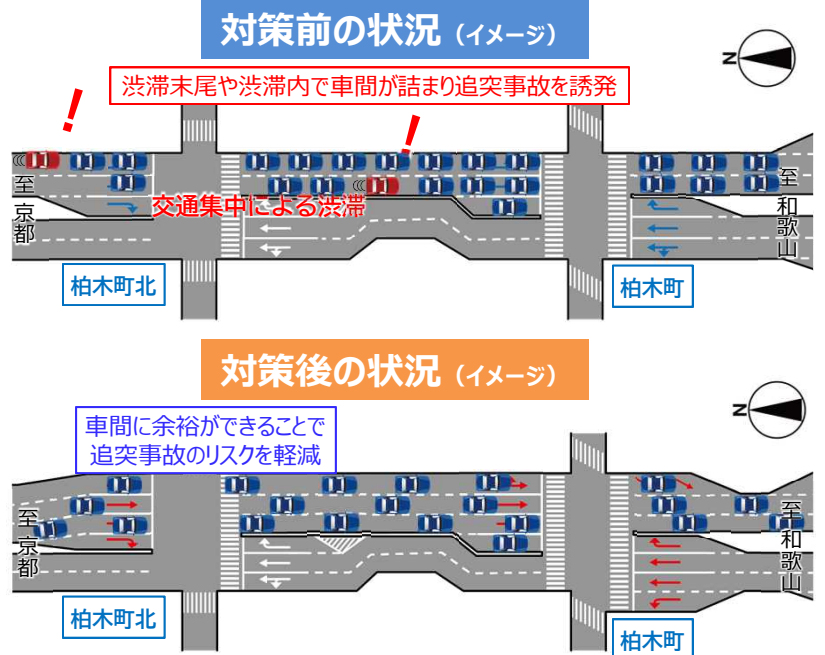 対策前の状況（イメージ）
N
渋滞末尾や渋滞内で車間が詰まり追突事故を誘発
!
!
至京都
交通集中による渋滞
至和歌山
柏木町北
柏木町
対策後の状況（イメージ）
N
車間に余裕ができることで
追突事故のリスクを軽減
至京都
至和歌山
柏木町北
柏木町